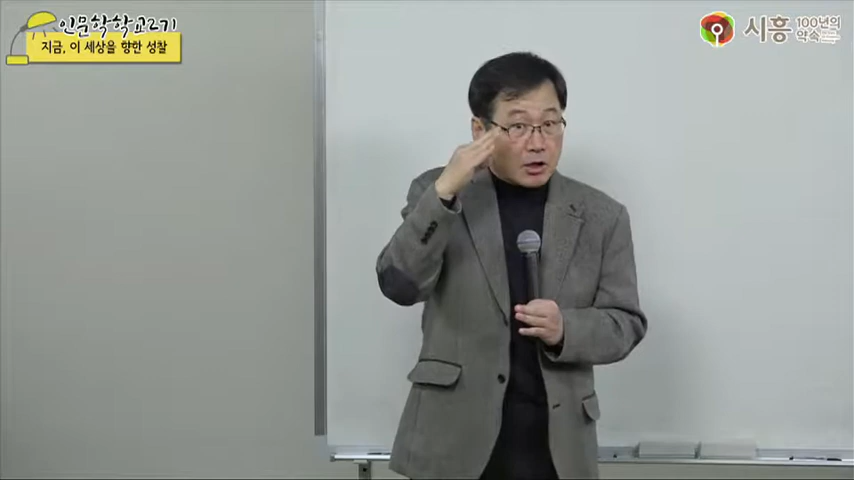 인문학학교2기
지금, 이 세상을 향한 성찰
시흥
100년의
약속